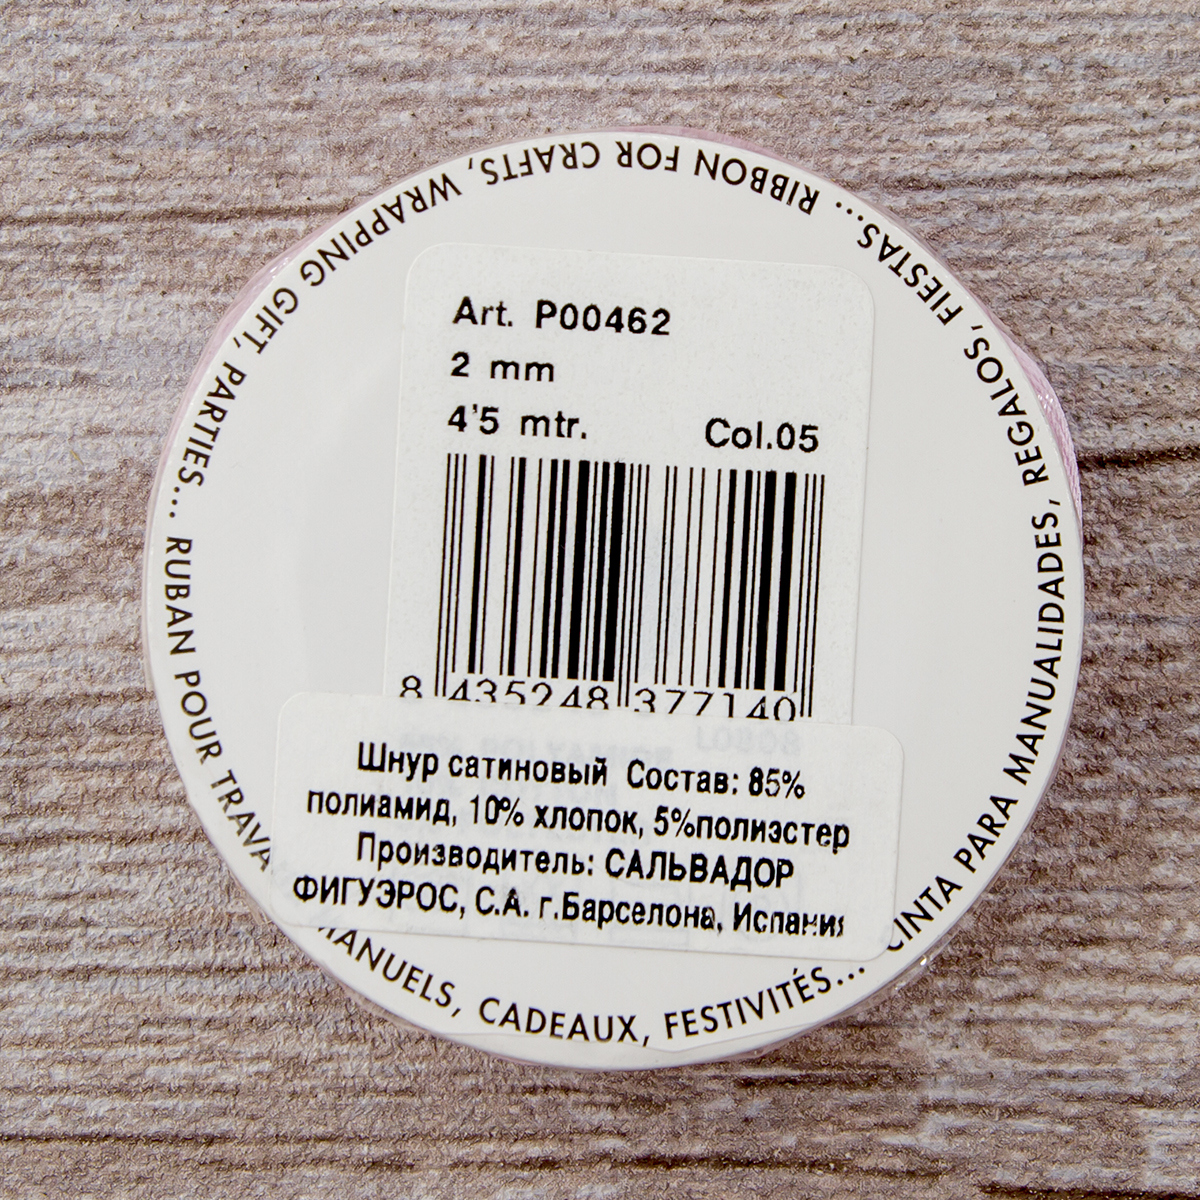 RIBBON FOR CRAFTS, WRAPPING GIFT, PARTIES...
RUBAN POUR TRAVA MANUELS, CADEAUX, FESTIVITÉS...
CINTA PARA MANUALIDADES, REGALOS, FIESTAS...
Art. P00462
2 mm
4'5 mtr. Col.05
8 435248 377140
Шнур сатиновый Состав: 85%
полиамид, 10% хлопок, 5%полиэстер
Производитель: САЛЬВАДОР
ФИГУЭРОС, С.А. г.Барселона, Испания